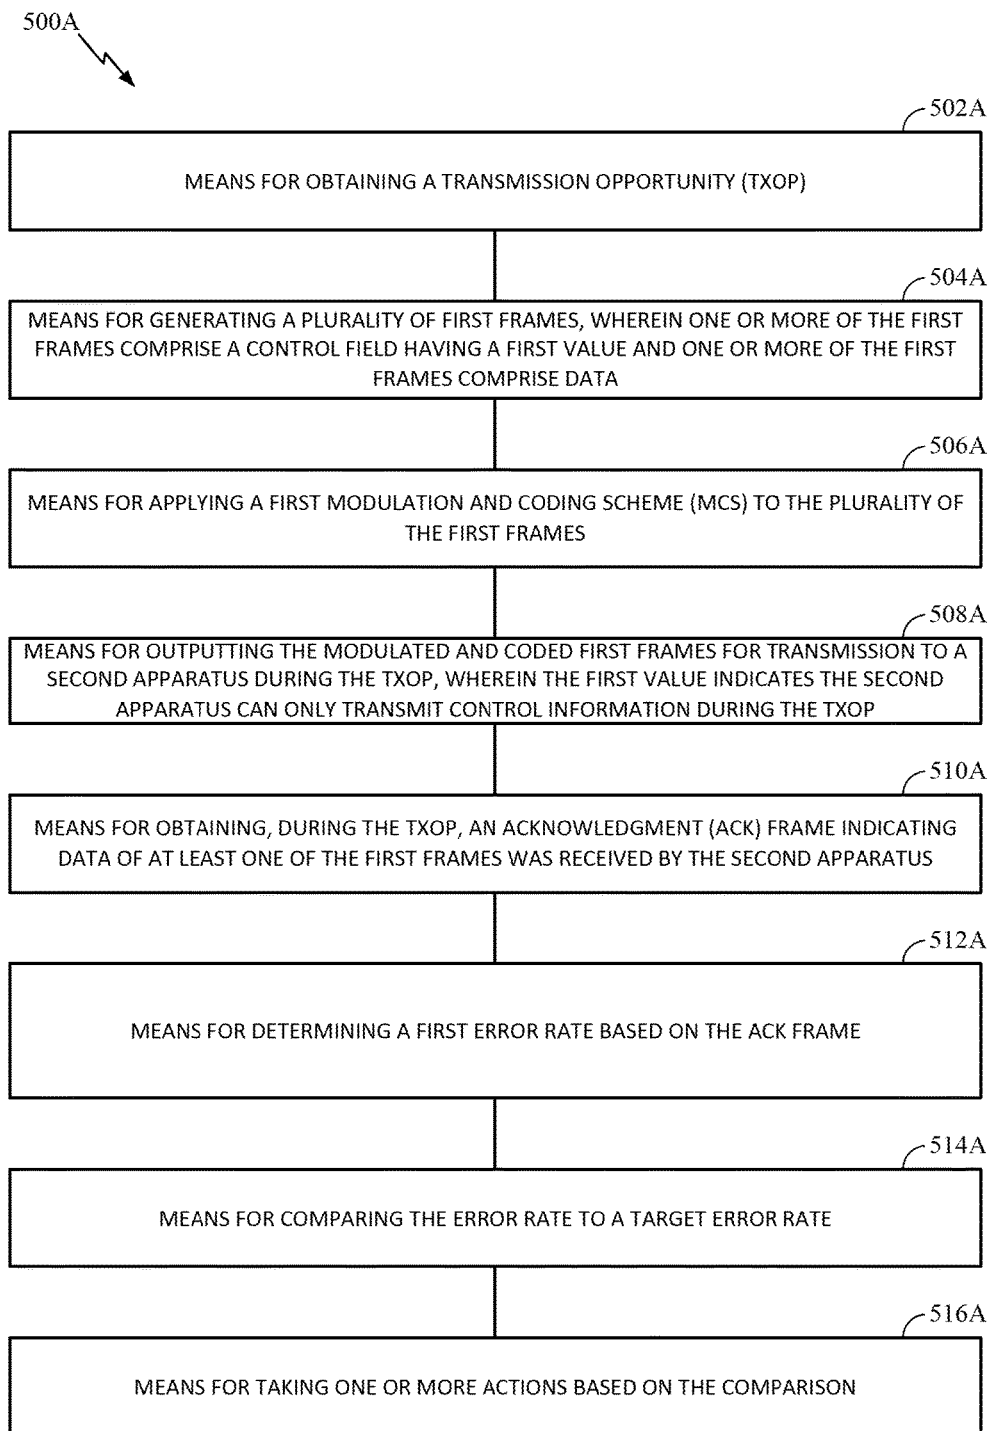 500A
502A
MEANS FOR OBTAINING A TRANSMISSION OPPORTUNITY (TXOP)
504A
MEANS FOR GENERATING A PLURALITY OF FIRST FRAMES, WHEREIN ONE OR MORE OF THE FIRST
FRAMES COMPRISE A CONTROL FIELD HAVING A FIRST VALUE AND ONE OR MORE OF THE FIRST
FRAMES COMPRISE DATA
506A
MEANS FOR APPLYING A FIRST MODULATION AND CODING SCHEME (MCS) TO THE PLURALITY OF
THE FIRST FRAMES
508A
MEANS FOR OUTPUTTING THE MODULATED AND CODED FIRST FRAMES FOR TRANSMISSION TO A
SECOND APPARATUS DURING THE TXOP, WHEREIN THE FIRST VALUE INDICATES THE SECOND
APPARATUS CAN ONLY TRANSMIT CONTROL INFORMATION DURING THE TXOP
510A
MEANS FOR OBTAINING, DURING THE TXOP, AN ACKNOWLEDGMENT (ACK) FRAME INDICATING
DATA OF AT LEAST ONE OF THE FIRST FRAMES WAS RECEIVED BY THE SECOND APPARATUS
512A
MEANS FOR DETERMINING A FIRST ERROR RATE BASED ON THE ACK FRAME
514A
MEANS FOR COMPARING THE ERROR RATE TO A TARGET ERROR RATE
516A
MEANS FOR TAKING ONE OR MORE ACTIONS BASED ON THE COMPARISON